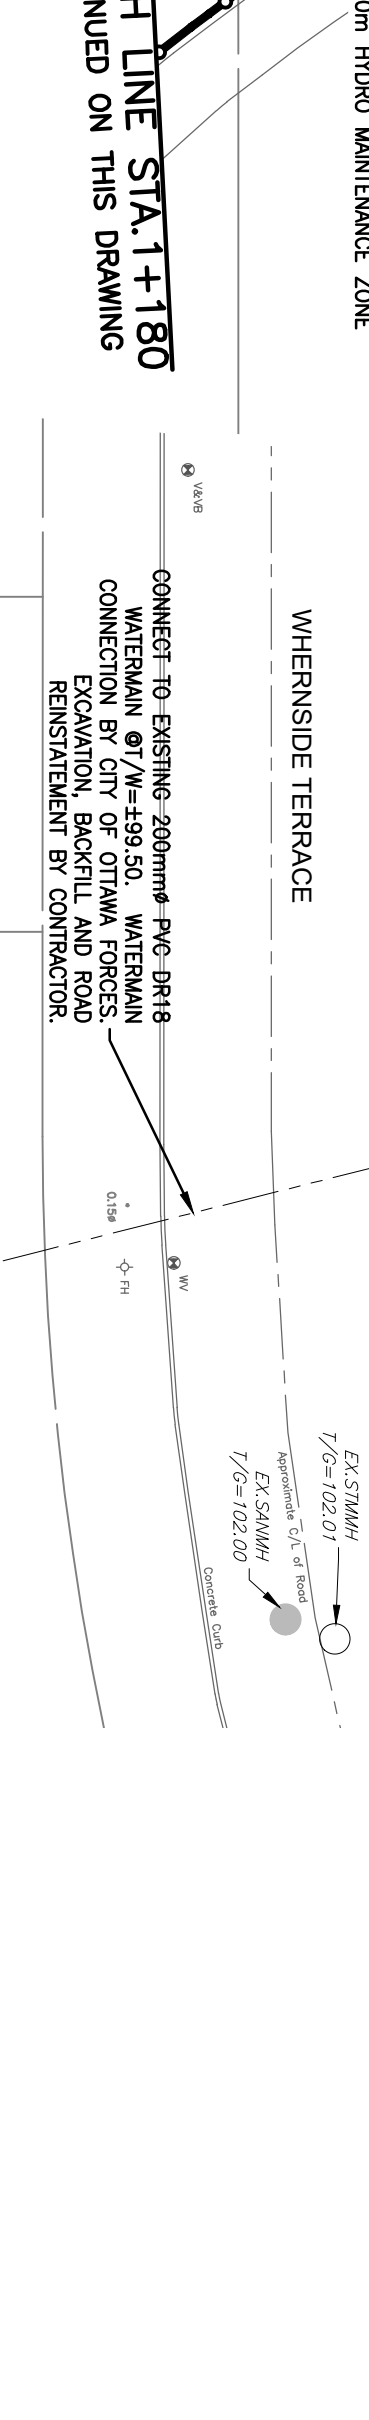 0m HYDRO MAINTENANCE ZONE
H LINE STA.1+180
NUED ON THIS DRAWING
V&VB
WHERNSIDE TERRACE
CONNECT TO EXISTING 200mmø PVC DR18
WATERMAIN @T/W=±99.50. WATERMAIN
CONNECTION BY CITY OF OTTAWA FORCES.
EXCAVATION, BACKFILL AND ROAD
REINSTATEMENT BY CONTRACTOR.
0.15ø
FH
WV
EX.STMMH
T/G=102.01
Approximate C/L of Road
EX.SANMH
T/G=102.00
Concrete Curb